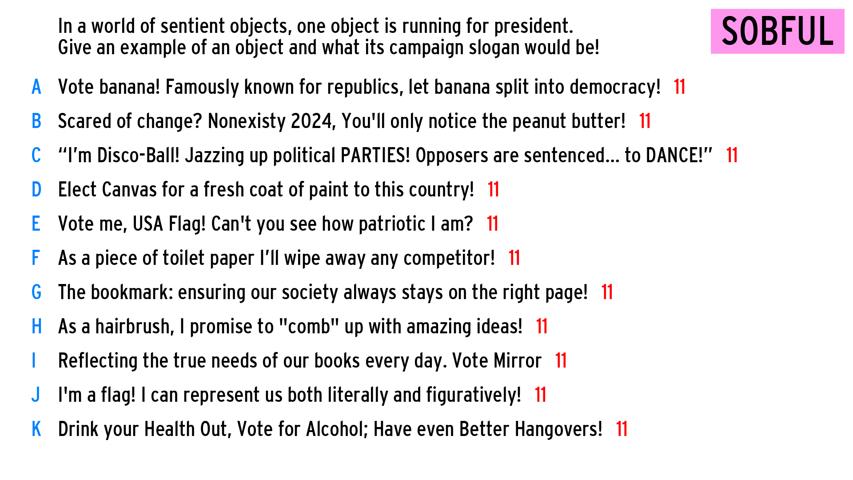 In a world of sentient objects, one object is running for president.
Give an example of an object and what its campaign slogan would be!
SOBFUL
A Vote banana! Famously known for republics, let banana split into democracy! 11
B Scared of change? Nonexisty 2024, You'll only notice the peanut butter! 11
C “I’m Disco-Ball! Jazzing up political PARTIES! Opposers are sentenced... to DANCE!” 11
D Elect Canvas for a fresh coat of paint to this country! 11
E Vote me, USA Flag! Can't you see how patriotic I am? 11
F As a piece of toilet paper I’ll wipe away any competitor! 11
G The bookmark: ensuring our society always stays on the right page! 11
H As a hairbrush, I promise to "comb" up with amazing ideas! 11
I Reflecting the true needs of our books every day. Vote Mirror 11
J I'm a flag! I can represent us both literally and figuratively! 11
K Drink your Health Out, Vote for Alcohol; Have even Better Hangovers! 11